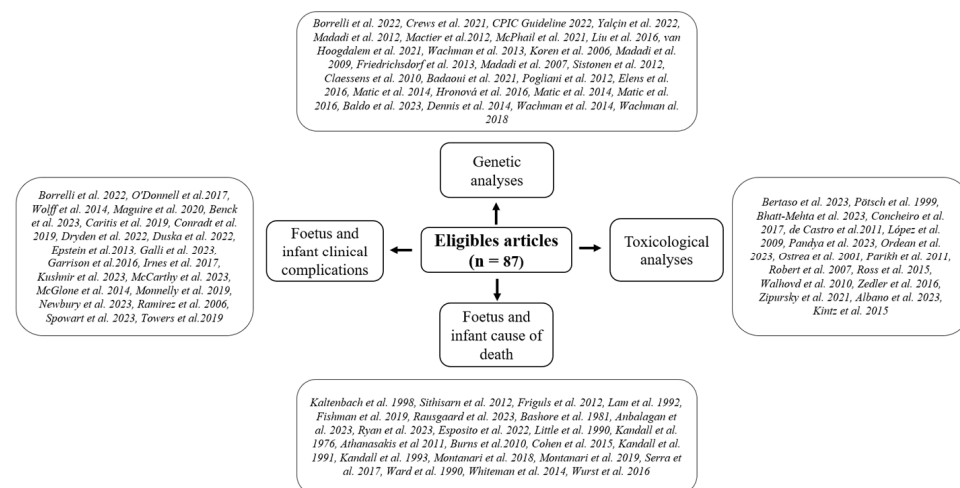 Borrelli et al. 2022, Crews et al. 2021, CPIC Guideline 2022, Yalçin et al. 2022,
Madadi et al. 2012, Mactier et al.2012, McPhail et al. 2021, Liu et al. 2016, van
Hoogdalem et al. 2021, Wachman et al. 2013, Koren et al. 2006, Madadi et al.
2009, Friedrichsdorf et al. 2013, Madadi et al. 2007, Sistonen et al. 2012,
Claessens et al. 2010, Badaoui et al. 2021, Pogliani et al. 2012, Elens et al.
2016, Matic et al. 2014, Hronová et al. 2016, Matic et al. 2014, Matic et al.
2016, Baldo et al. 2023, Dennis et al. 2014, Wachman et al. 2014, Wachman al.
2018
Genetic
analyses
Borrelli et al. 2022, O'Donnell et al.2017,
Wolff et al. 2014, Maguire et al. 2020, Benck
et al. 2023, Caritis et al. 2019, Conradt et al.
2019, Dryden et al. 2022, Duska et al. 2022,
Epstein et al.2013, Galli et al. 2023,
Garrison et al.2016, Irnes et al. 2017,
Kushnir et al. 2023, McCarthy et al. 2023,
McGlone et al. 2014, Monnelly et al. 2019,
Newbury et al. 2023, Ramirez et al. 2006,
Spowart et al. 2023, Towers et al.2019
Foetus and
infant clinical
complications
Eligibles articles
(n = 87)
Toxicological
analyses
Bertaso et al. 2023, Pötsch et al. 1999,
Bhatt-Mehta et al. 2023, Concheiro et al.
2017, de Castro et al.2011, López et al.
2009, Pandya et al. 2023, Ordean et al.
2023, Ostrea et al. 2001, Parikh et al. 2011,
Robert et al. 2007, Ross et al. 2015,
Walhovd et al. 2010, Zedler et al. 2016,
Zipursky et al. 2021, Albano et al. 2023,
Kintz et al. 2015
Foetus and
infant cause of
death
Kaltenbach et al. 1998, Sithisarn et al. 2012, Friguls et al. 2012, Lam et al. 1992,
Fishman et al. 2019, Rausgaard et al. 2023, Bashore et al. 1981, Anbalagan et
al. 2023, Ryan et al. 2023, Esposito et al. 2022, Little et al. 1990, Kandall et al.
1976, Athanasakis et al 2011, Burns et al.2010, Cohen et al. 2015, Kandall et al.
1991, Kandall et al. 1993, Montanari et al. 2018, Montanari et al. 2019, Serra et
al. 2017, Ward et al. 1990, Whiteman et al. 2014, Wurst et al. 2016